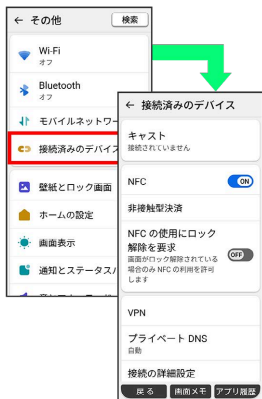 ← その他
検索
Wi-Fi
オフ
Bluetooth
オフ
モバイルネットワー
接続済みのデバイス
壁紙とロック画面
ホームの設定
画面表示
通知とステータスバ
← 接続済みのデバイス
キャスト
接続されていません
NFC
ON
非接触型決済
NFC の使用にロック
解除を要求
画面がロック解除されている
場合のみ NFC の利用を許可
します
OFF
VPN
プライベート DNS
自動
接続の詳細設定
戻る
画面メモ
アプリ履歴